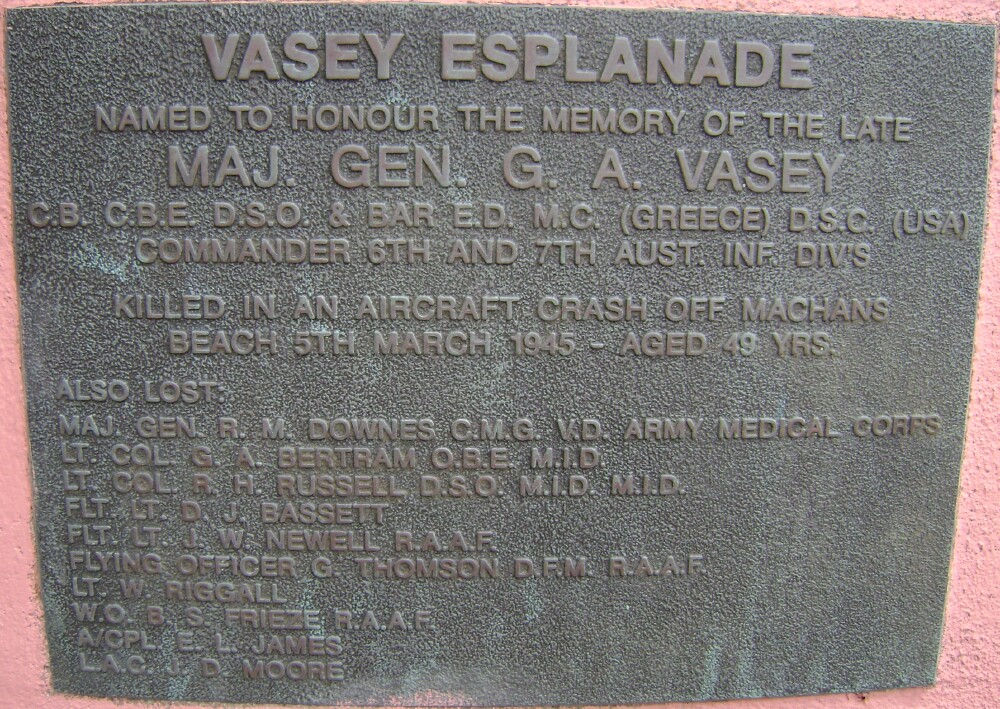 VASEY ESPLANADE
NAMED TO HONOUR THE MEMORY OF THE LATE
MAJ. GEN. G. A. VASEY
C.B. C.B.E. D.S.O. & BAR E.D. M.C. (GREECE) D.S.C. (USA)
COMMANDER 6TH AND 7TH AUST. INF. DIV'S
KILLED IN AN AIRCRAFT CRASH OFF MACHANS
BEACH 5TH MARCH 1945 - AGED 49 YRS.
ALSO LOST:
MAJ. GEN. R. M. DOWNES C.M.G. V.D. ARMY MEDICAL CORPS
LT. COL. G. A. BERTRAM O.B.E. M.I.D.
LT. COL. R. H. RUSSELL D.S.O. M.I.D. M.I.D.
FLT. LT. D. J. BASSETT
FLT. LT. J. W. NEWELL R.A.A.F.
FLYING OFFICER G. THOMSON D.F.M. R.A.A.F.
LT. W. RIGGALL
W.O. B. S. FRIEZE R.A.A.F.
A/CPL. E. L. JAMES
L.A.C. J. D. MOORE